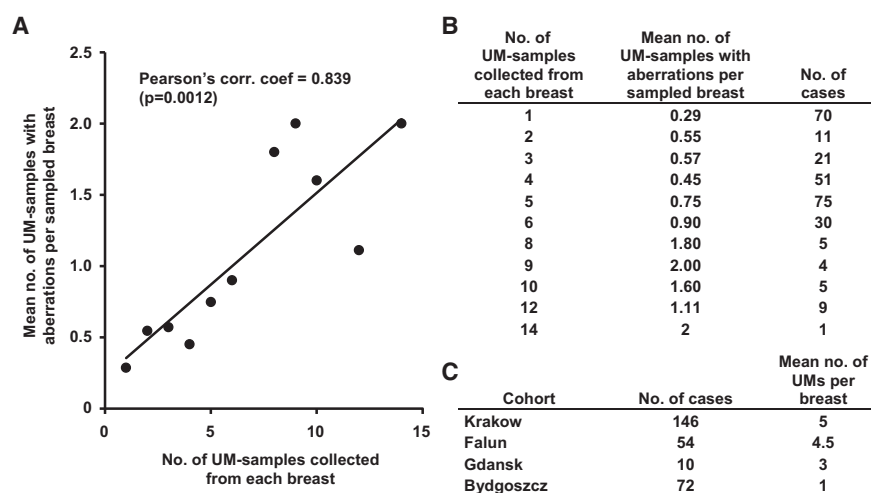 A
2.5
2.0
1.5
1.0
0.5
0
Pearson's corr. coef = 0.839
(p=0.0012)
Mean no. of UM-samples with
aberrations per sampled breast
0 5 10 15
No. of UM-samples collected
from each breast
B
No. of
UM-samples
collected from
each breast
Mean no. of
UM-samples with
aberrations per
sampled breast
No. of
cases
1 0.29 70
2 0.55 11
3 0.57 21
4 0.45 51
5 0.75 75
6 0.90 30
8 1.80 5
9 2.00 4
10 1.60 5
12 1.11 9
14 2 1
C
Cohort
No. of cases
Mean no. of
UMs per
breast
Krakow 146 5
Falun 54 4.5
Gdansk 10 3
Bydgoszcz 72 1